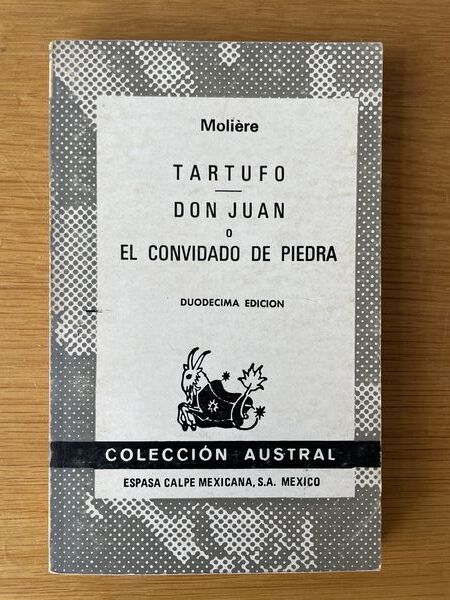 Molière
TARTUFO
DON JUAN
o
EL CONVIDADO DE PIEDRA
DUODECIMA EDICION
COLECCIÓN AUSTRAL
ESPASA CALPE MEXICANA, S.A. MEXICO